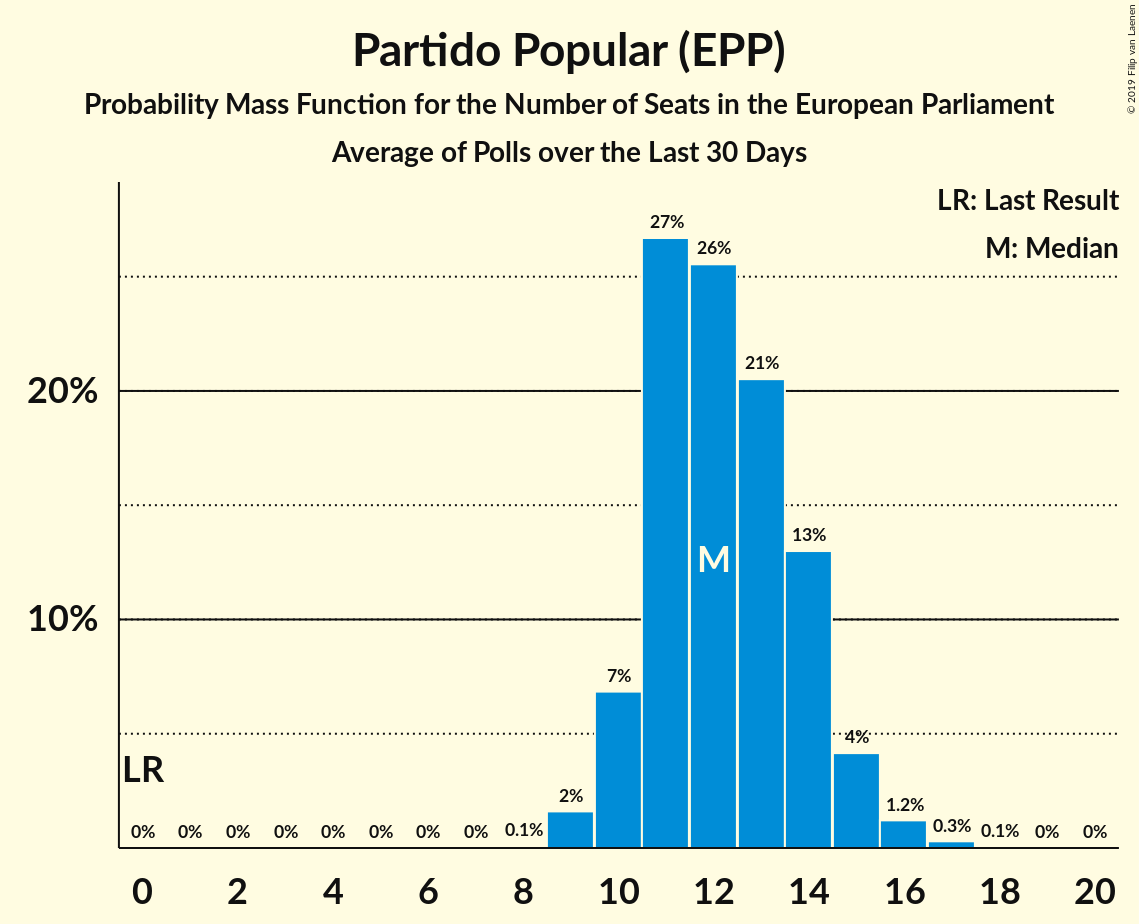 Partido Popular (EPP)
Probability Mass Function for the Number of Seats in the European Parliament
Average of Polls over the Last 30 Days
© 2019 Filip van Laenen
LR: Last Result
M: Median
27%
26%
21%
20%
13%
M
10%
7%
4%
LR
2%
1.2%
0% 0% 0% 0% 0% 0% 0% 0% 0.1% 0.3% 0.1% 0% 0%
0 2 4 6 8 10 12 14 16 18 20